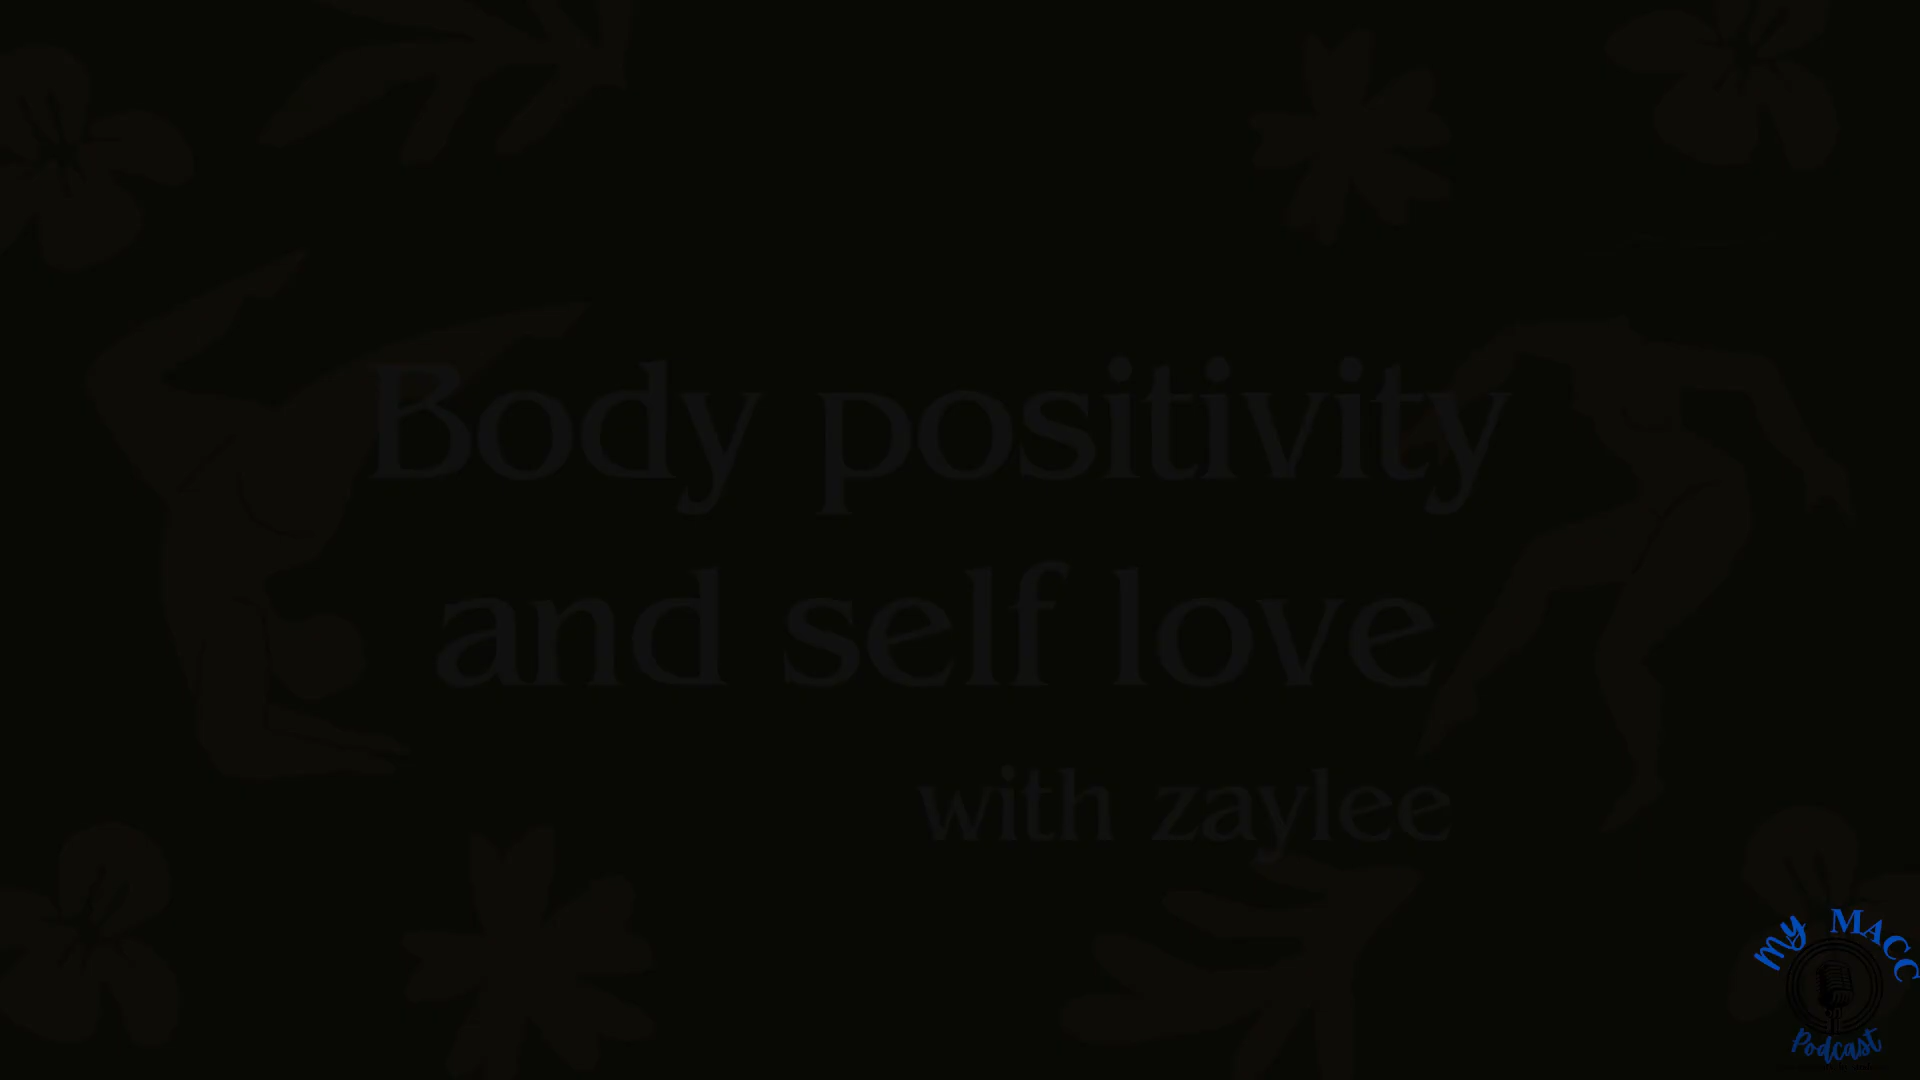 Body positivity
and self love
with zaylee
My MACC
Podcast